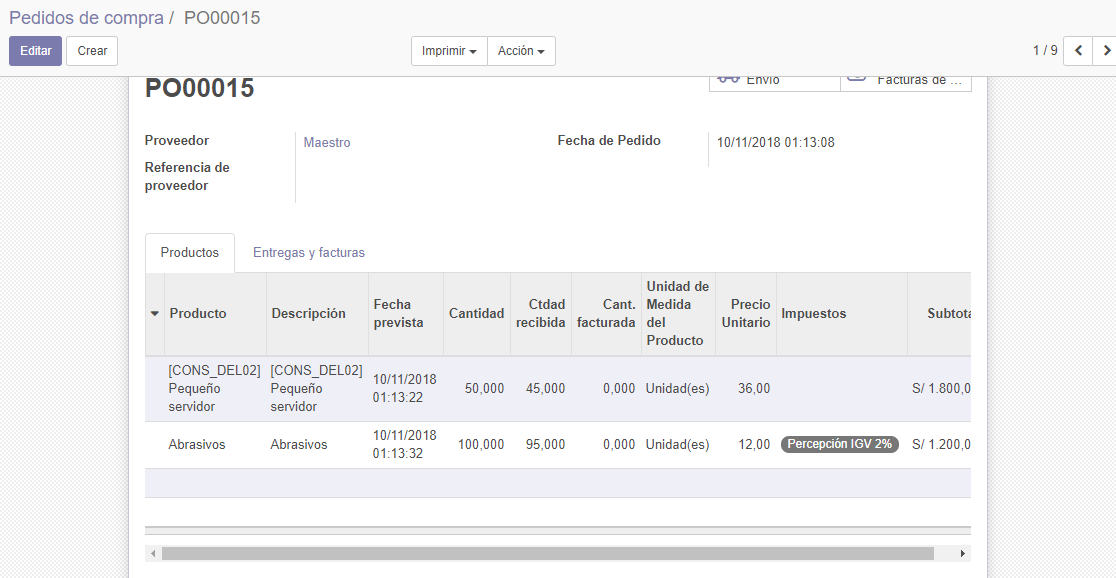 Pedidos de compra / PO00015
Editar Crear Imprimir Acción 1 / 9
PO00015
Envío Facturas de ...
Proveedor Maestro Fecha de Pedido 10/11/2018 01:13:08
Referencia de
proveedor
Productos Entregas y facturas
Producto Descripción Fecha prevista Cantidad Ctdad recibida Cant. facturada Unidad de Medida del Producto Precio Unitario Impuestos Subtota
[CONS_DEL02] Pequeño servidor [CONS_DEL02] Pequeño servidor 10/11/2018 01:13:22 50,000 45,000 0,000 Unidad(es) 36,00 S/ 1.800,0
Abrasivos Abrasivos 10/11/2018 01:13:32 100,000 95,000 0,000 Unidad(es) 12,00 Percepción IGV 2% S/ 1.200,0